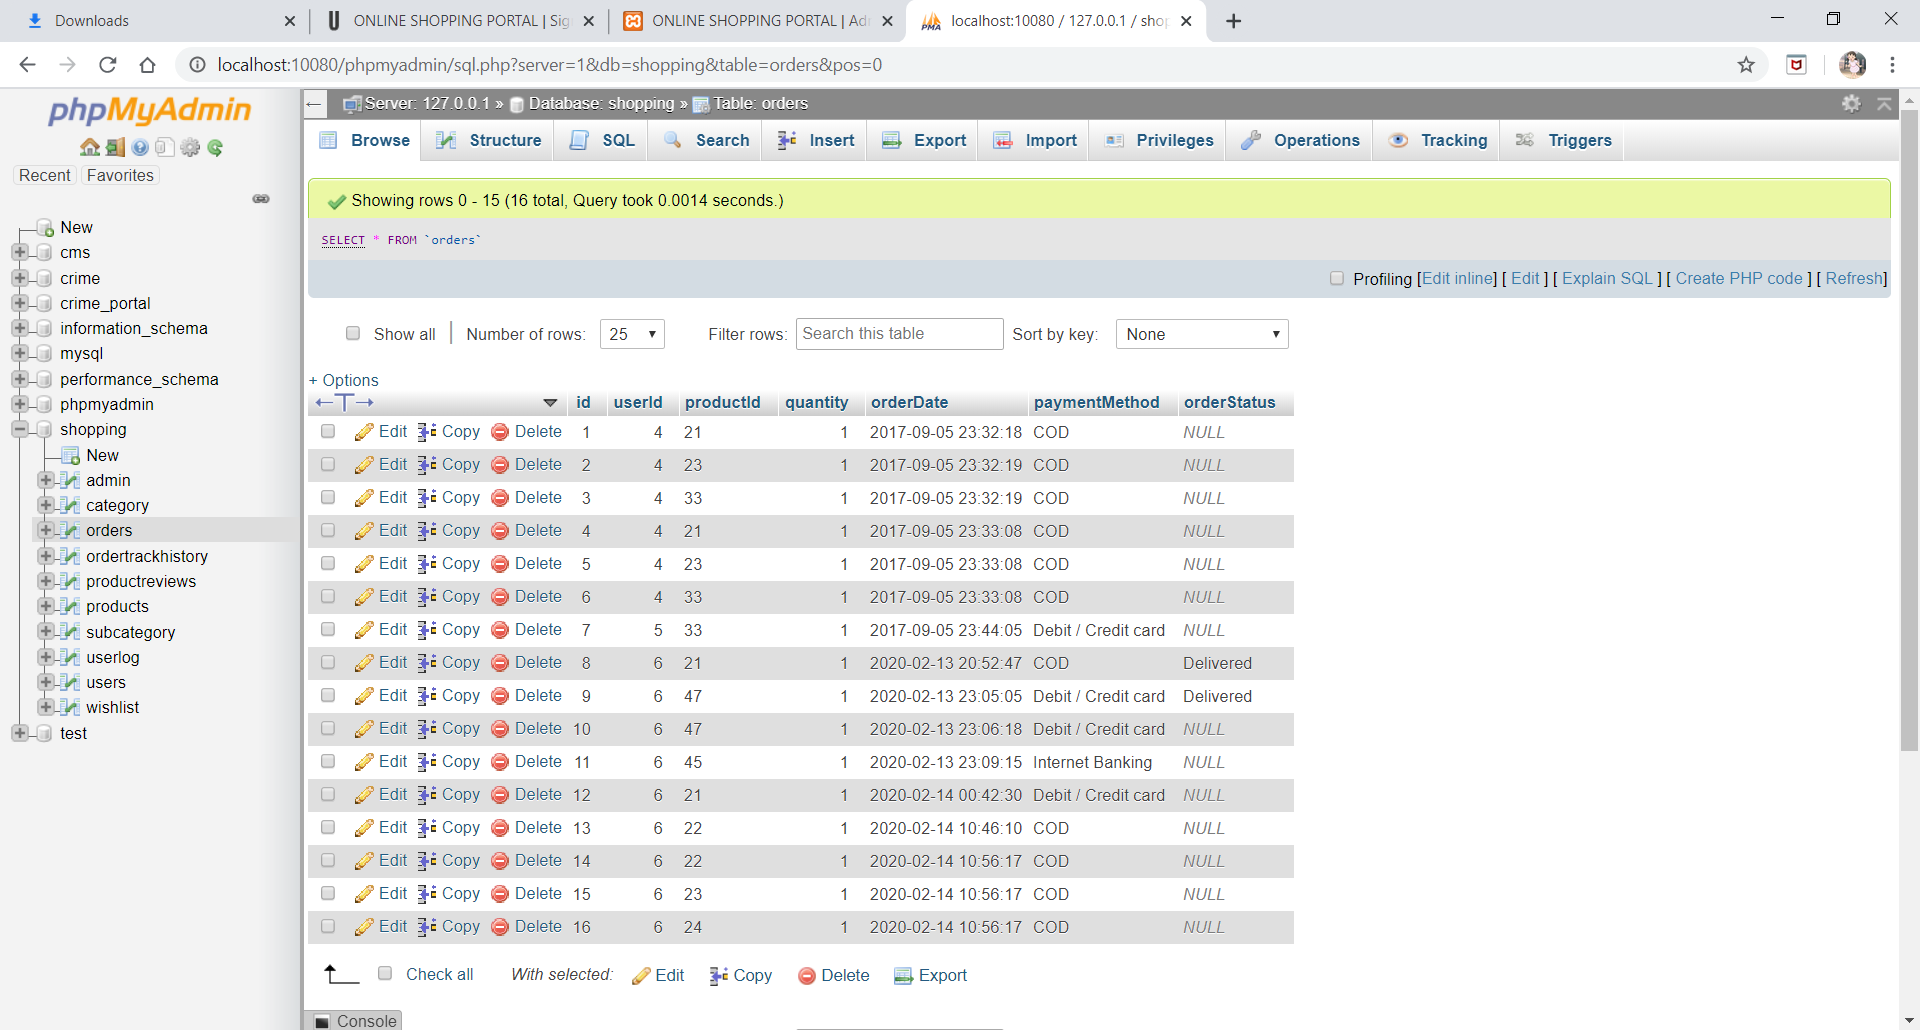 Downloads
ONLINE SHOPPING PORTAL | Sig
ONLINE SHOPPING PORTAL | Adm
localhost:10080 / 127.0.0.1 / shop
localhost:10080/phpmyadmin/sql.php?server=1&db=shopping&table=orders&pos=0
phpMyAdmin
Recent Favorites
New
cms
crime
crime_portal
information_schema
mysql
performance_schema
phpmyadmin
shopping
New
admin
category
orders
ordertrackhistory
productreviews
products
subcategory
userlog
users
wishlist
test
Server: 127.0.0.1 » Database: shopping » Table: orders
Browse Structure SQL Search Insert Export Import Privileges Operations Tracking Triggers
Showing rows 0 - 15 (16 total, Query took 0.0014 seconds.)
SELECT * FROM `orders`
Profiling [Edit inline] [ Edit ] [ Explain SQL ] [ Create PHP code ] [ Refresh]
Show all | Number of rows: 25 Filter rows: Search this table Sort by key: None
+ Options
id userId productId quantity orderDate paymentMethod orderStatus
Edit Copy Delete 1 4 21 1 2017-09-05 23:32:18 COD NULL
Edit Copy Delete 2 4 23 1 2017-09-05 23:32:19 COD NULL
Edit Copy Delete 3 4 33 1 2017-09-05 23:32:19 COD NULL
Edit Copy Delete 4 4 21 1 2017-09-05 23:33:08 COD NULL
Edit Copy Delete 5 4 23 1 2017-09-05 23:33:08 COD NULL
Edit Copy Delete 6 4 33 1 2017-09-05 23:33:08 COD NULL
Edit Copy Delete 7 5 33 1 2017-09-05 23:44:05 Debit / Credit card NULL
Edit Copy Delete 8 6 21 1 2020-02-13 20:52:47 COD Delivered
Edit Copy Delete 9 6 47 1 2020-02-13 23:05:05 Debit / Credit card Delivered
Edit Copy Delete 10 6 47 1 2020-02-13 23:06:18 Debit / Credit card NULL
Edit Copy Delete 11 6 45 1 2020-02-13 23:09:15 Internet Banking NULL
Edit Copy Delete 12 6 21 1 2020-02-14 00:42:30 Debit / Credit card NULL
Edit Copy Delete 13 6 22 1 2020-02-14 10:46:10 COD NULL
Edit Copy Delete 14 6 22 1 2020-02-14 10:56:17 COD NULL
Edit Copy Delete 15 6 23 1 2020-02-14 10:56:17 COD NULL
Edit Copy Delete 16 6 24 1 2020-02-14 10:56:17 COD NULL
Check all With selected: Edit Copy Delete Export
Console